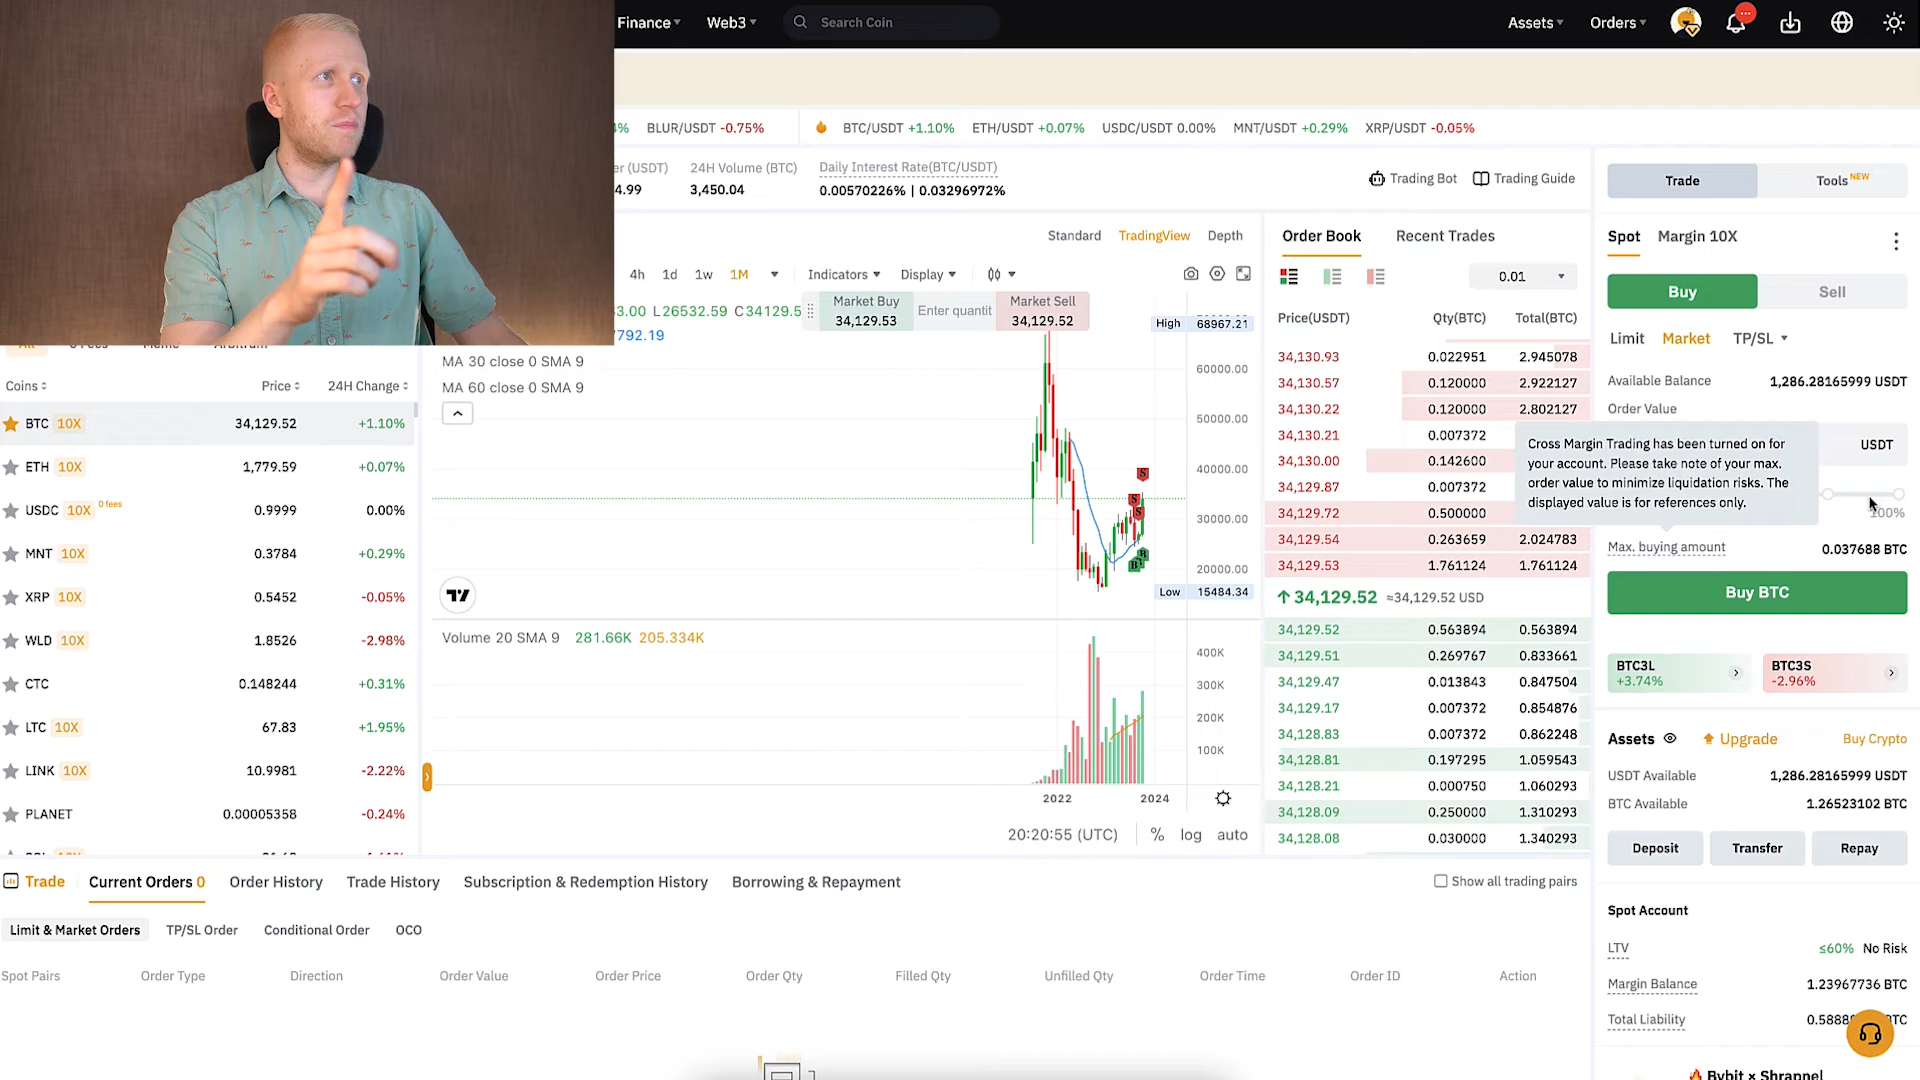 Finance
Web3
Search Coin
Assets
Orders
BLUR/USDT -0.75%
BTC/USDT +1.10%
ETH/USDT +0.07%
USDC/USDT 0.00%
MNT/USDT +0.29%
XRP/USDT -0.05%
(USDT)
4.99
24H Volume (BTC)
3,450.04
Daily Interest Rate(BTC/USDT)
0.00570226% | 0.03296972%
Trading Bot
Trading Guide
Standard
TradingView
Depth
4h
1d
1w
1M
Indicators
Display
3.00 L26532.59 C34129.5
792.19
Market Buy
34,129.53
Enter quantit
Market Sell
34,129.52
MA 30 close 0 SMA 9
MA 60 close 0 SMA 9
High 68967.21
60000.00
50000.00
40000.00
30000.00
20000.00
Low 15484.34
S
S
S
B
B
Volume 20 SMA 9 281.66K 205.334K
400K
300K
200K
100K
2022
2024
20:20:55 (UTC)
%
log
auto
Coins
Price
24H Change
BTC 10X 34,129.52 +1.10%
ETH 10X 1,779.59 +0.07%
USDC 10X 0 fees 0.9999 0.00%
MNT 10X 0.3784 +0.29%
XRP 10X 0.5452 -0.05%
WLD 10X 1.8526 -2.98%
CTC 0.148244 +0.31%
LTC 10X 67.83 +1.95%
LINK 10X 10.9981 -2.22%
PLANET 0.00005358 -0.24%
Order Book
Recent Trades
0.01
Price(USDT) Qty(BTC) Total(BTC)
34,130.93 0.022951 2.945078
34,130.57 0.120000 2.922127
34,130.22 0.120000 2.802127
34,130.21 0.007372
34,130.00 0.142600
34,129.87 0.007372
34,129.72 0.500000
34,129.54 0.263659 2.024783
34,129.53 1.761124 1.761124
34,129.52 ≈34,129.52 USD
34,129.52 0.563894 0.563894
34,129.51 0.269767 0.833661
34,129.47 0.013843 0.847504
34,129.17 0.007372 0.854876
34,128.83 0.007372 0.862248
34,128.81 0.197295 1.059543
34,128.21 0.000750 1.060293
34,128.09 0.250000 1.310293
34,128.08 0.030000 1.340293
Trade
Tools NEW
Spot
Margin 10X
Buy
Sell
Limit
Market
TP/SL
Available Balance 1,286.28165999 USDT
Order Value
USDT
Cross Margin Trading has been turned on for
your account. Please take note of your max.
order value to minimize liquidation risks. The
displayed value is for references only.
100%
Max. buying amount 0.037688 BTC
Buy BTC
BTC3L
+3.74%
BTC3S
-2.96%
Assets
Upgrade
Buy Crypto
USDT Available 1,286.28165999 USDT
BTC Available 1.26523102 BTC
Deposit
Transfer
Repay
Spot Account
LTV ≤60% No Risk
Margin Balance 1.23967736 BTC
Total Liability 0.5888 TC
Bybit x Shrapnel
Trade
Current Orders 0
Order History
Trade History
Subscription & Redemption History
Borrowing & Repayment
Show all trading pairs
Limit & Market Orders
TP/SL Order
Conditional Order
OCO
Spot Pairs
Order Type
Direction
Order Value
Order Price
Order Qty
Filled Qty
Unfilled Qty
Order Time
Order ID
Action